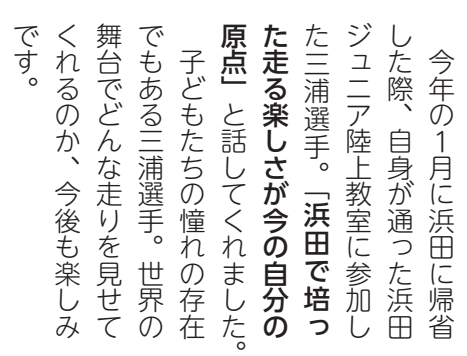 今年の1月に浜田に帰省
した際、自身が通った浜田
ジュニア陸上教室に参加し
た三浦選手。「浜田で培っ
た走る楽しさが今の自分の
原点」と話してくれました。
　子どもたちの憧れの存在
でもある三浦選手。世界の
舞台でどんな走りを見せて
くれるのか、今後も楽しみ
です。